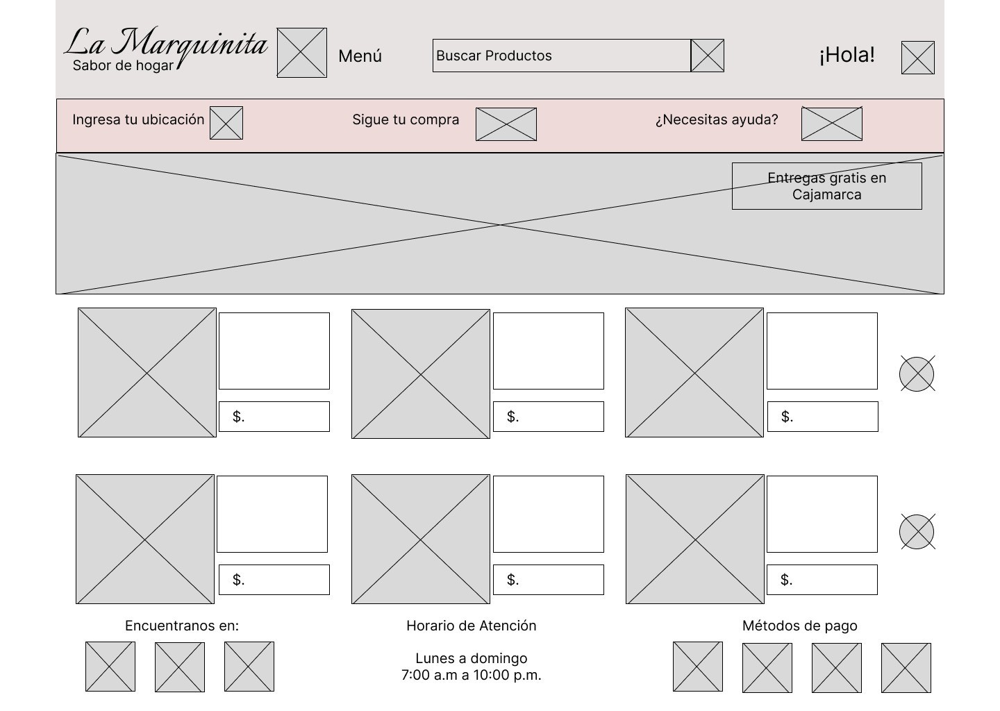 La Marquinita
Sabor de hogar
Menú
Buscar Productos
¡Hola!
Ingresa tu ubicación
Sigue tu compra
¿Necesitas ayuda?
Entregas gratis en
Cajamarca
$.
$.
$.
$.
$.
$.
Encuentranos en:
Horario de Atención
Lunes a domingo
7:00 a.m a 10:00 p.m.
Métodos de pago